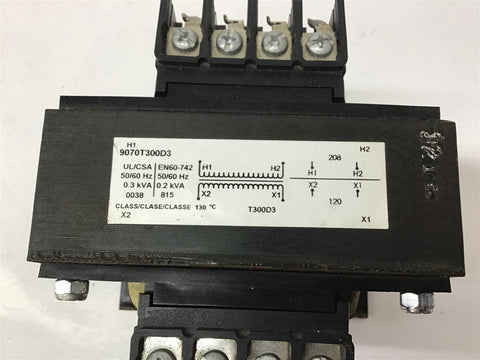 H1 H2
9070T300D3
UL/CSA EN60-742 H1 H2 208
50/60 Hz 50/60 Hz H1 H2
0.3 kVA 0.2 kVA X2 X1
0038 815 X2 X1 120
CLASS/CLASE/CLASSE 130 °C T300D3
X2 X1